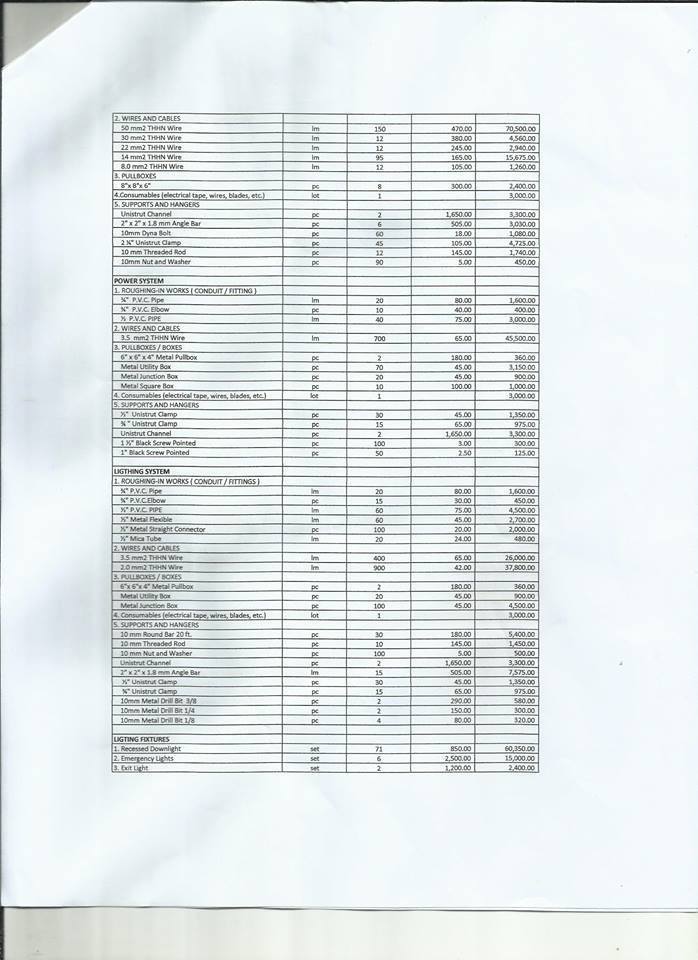 2. WIRES AND CABLES
50 mm2 THHN Wire lm 150 470.00 70,500.00
30 mm2 THHN Wire lm 12 380.00 4,560.00
22 mm2 THHN Wire lm 12 245.00 2,940.00
14 mm2 THHN Wire lm 95 165.00 15,675.00
8.0 mm2 THHN Wire lm 12 105.00 1,260.00
3. PULLBOXES
8"x 8"x 6" pc 8 300.00 2,400.00
4.Consumables (electrical tape, wires, blades, etc.) lot 1 3,000.00
5. SUPPORTS AND HANGERS
Unistrut Channel pc 2 1,650.00 3,300.00
2" x 2" x 1.8 mm Angle Bar pc 6 505.00 3,030.00
10mm Dyna Bolt pc 60 18.00 1,080.00
2 ½" Unistrut Clamp pc 45 105.00 4,725.00
10 mm Threaded Rod pc 12 145.00 1,740.00
10mm Nut and Washer pc 90 5.00 450.00
POWER SYSTEM
1. ROUGHING-IN WORKS ( CONDUIT / FITTING )
¾" P.V.C. Pipe lm 20 80.00 1,600.00
¾" P.V.C. Elbow pc 10 40.00 400.00
½ P.V.C. PIPE lm 40 75.00 3,000.00
2. WIRES AND CABLES
3.5 mm2 THHN Wire lm 700 65.00 45,500.00
3. PULLBOXES / BOXES
6" x 6" x 4" Metal Pullbox pc 2 180.00 360.00
Metal Utility Box pc 70 45.00 3,150.00
Metal Junction Box pc 20 45.00 900.00
Metal Square Box pc 10 100.00 1,000.00
4. Consumables (electrical tape, wires, blades, etc.) lot 1 3,000.00
5. SUPPORTS AND HANGERS
½" Unistrut Clamp pc 30 45.00 1,350.00
¾ " Unistrut Clamp pc 15 65.00 975.00
Unistrut Channel pc 2 1,650.00 3,300.00
1 ½" Black Screw Pointed pc 100 3.00 300.00
1" Black Screw Pointed pc 50 2.50 125.00
LIGTHING SYSTEM
1. ROUGHING-IN WORKS ( CONDUIT / FITTINGS )
¾" P.V.C. Pipe lm 20 80.00 1,600.00
¾" P.V.C.Elbow pc 15 30.00 450.00
½" P.V.C. PIPE lm 60 75.00 4,500.00
½" Metal Flexible lm 60 45.00 2,700.00
½" Metal Straight Connector pc 100 20.00 2,000.00
½" Mica Tube lm 20 24.00 480.00
2. WIRES AND CABLES
3.5 mm2 THHN Wire lm 400 65.00 26,000.00
2.0 mm2 THHN Wire lm 900 42.00 37,800.00
3. PULLBOXES / BOXES
6"x 6"x 4" Metal Pullbox pc 2 180.00 360.00
Metal Utility Box pc 20 45.00 900.00
Metal Junction Box pc 100 45.00 4,500.00
4. Consumables (electrical tape, wires, blades, etc.) lot 1 3,000.00
5. SUPPORTS AND HANGERS
10 mm Round Bar 20 ft. pc 30 180.00 5,400.00
10 mm Threaded Rod pc 10 145.00 1,450.00
10 mm Nut and Washer pc 100 5.00 500.00
Unistrut Channel pc 2 1,650.00 3,300.00
2" x 2" x 1.8 mm Angle Bar lm 15 505.00 7,575.00
½" Unistrut Clamp pc 30 45.00 1,350.00
¾" Unistrut Clamp pc 15 65.00 975.00
10mm Metal Drill Bit 3/8 pc 2 290.00 580.00
10mm Metal Drill Bit 1/4 pc 2 150.00 300.00
10mm Metal Drill Bit 1/8 pc 4 80.00 320.00
LIGTING FIXTURES
1. Recessed Downlight set 71 850.00 60,350.00
2. Emergency Lights set 6 2,500.00 15,000.00
3. Exit Light set 2 1,200.00 2,400.00